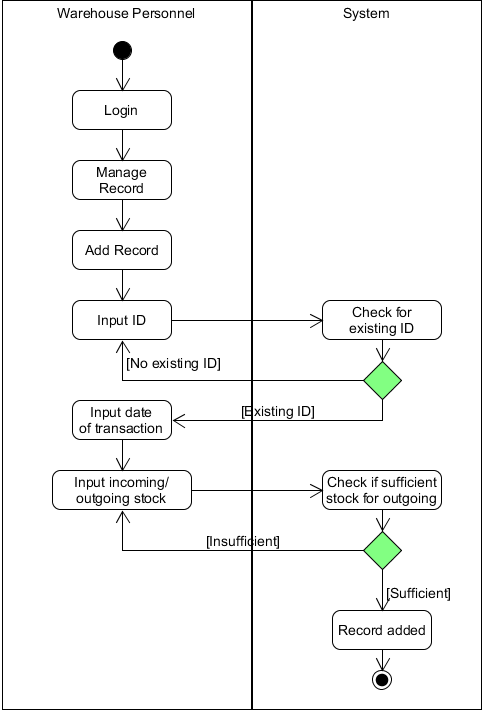 Warehouse Personnel
System
Login
Manage
Record
Add Record
Input ID
Check for
existing ID
[No existing ID]
Input date
of transaction
[Existing ID]
Input incoming/
outgoing stock
Check if sufficient
stock for outgoing
[Insufficient]
[Sufficient]
Record added